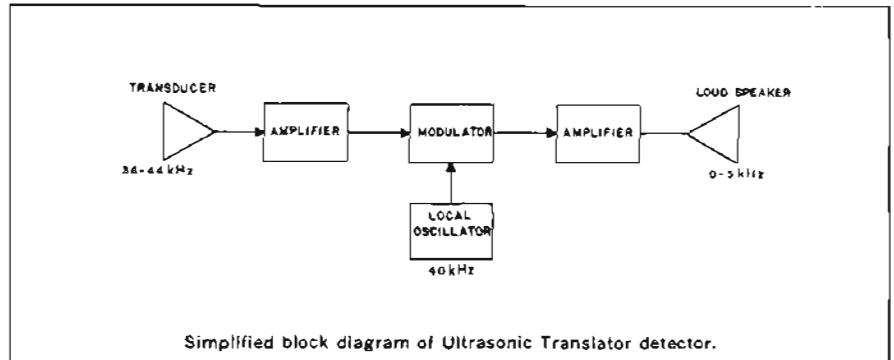 TRANSDUCER
LOUD SPEAKER
AMPLIFIER
MODULATOR
AMPLIFIER
36-44 kHz
0-5 kHz
LOCAL
OSCILLATOR
40 kHz
Simplified block diagram of Ultrasonic Translator detector.